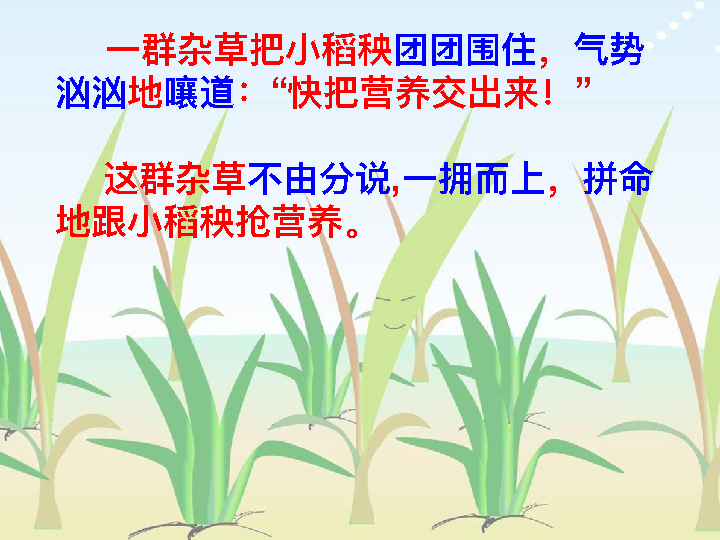 一群杂草把小稻秧团团围住，气势
汹汹地嚷道：“快把营养交出来！”
这群杂草不由分说,一拥而上，拼命
地跟小稻秧抢营养。